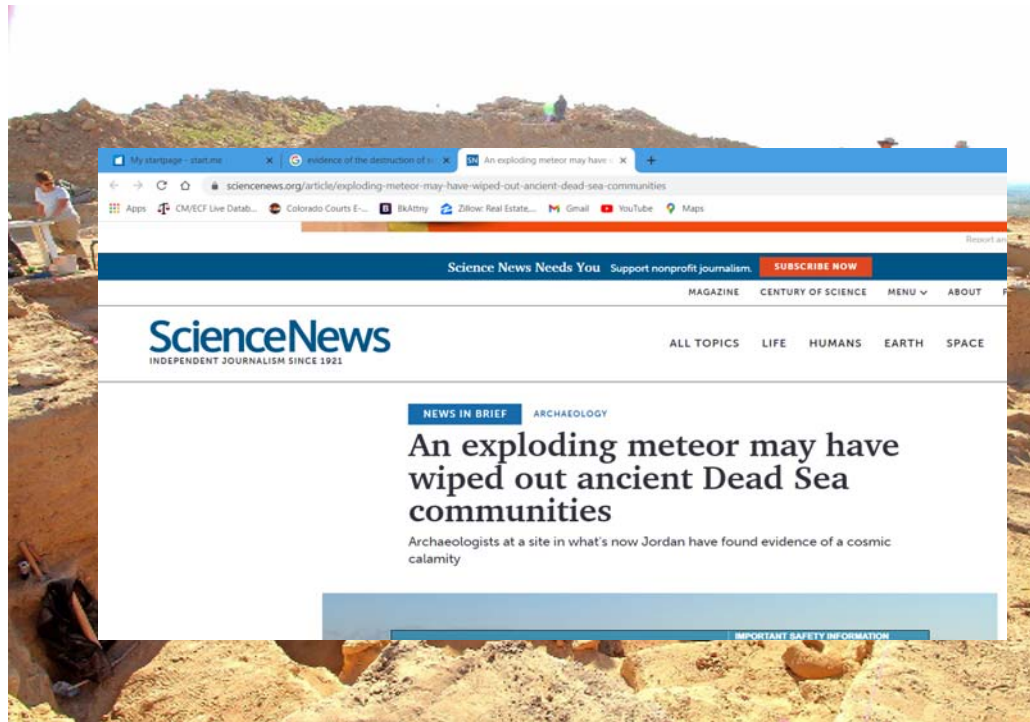 My startpage - start.me
evidence of the destruction of s
An exploding meteor may have
sciencenews.org/article/exploding-meteor-may-have-wiped-out-ancient-dead-sea-communities
Apps CM/ECF Live Datab... Colorado Courts E-... BkAttny Zillow: Real Estate,... Gmail YouTube Maps
Report an
Science News Needs You Support nonprofit journalism. SUBSCRIBE NOW
MAGAZINE CENTURY OF SCIENCE MENU ABOUT
ScienceNews
INDEPENDENT JOURNALISM SINCE 1921
ALL TOPICS LIFE HUMANS EARTH SPACE
NEWS IN BRIEF ARCHAEOLOGY
An exploding meteor may have
wiped out ancient Dead Sea
communities
Archaeologists at a site in what's now Jordan have found evidence of a cosmic
calamity
IMPORTANT SAFETY INFORMATION